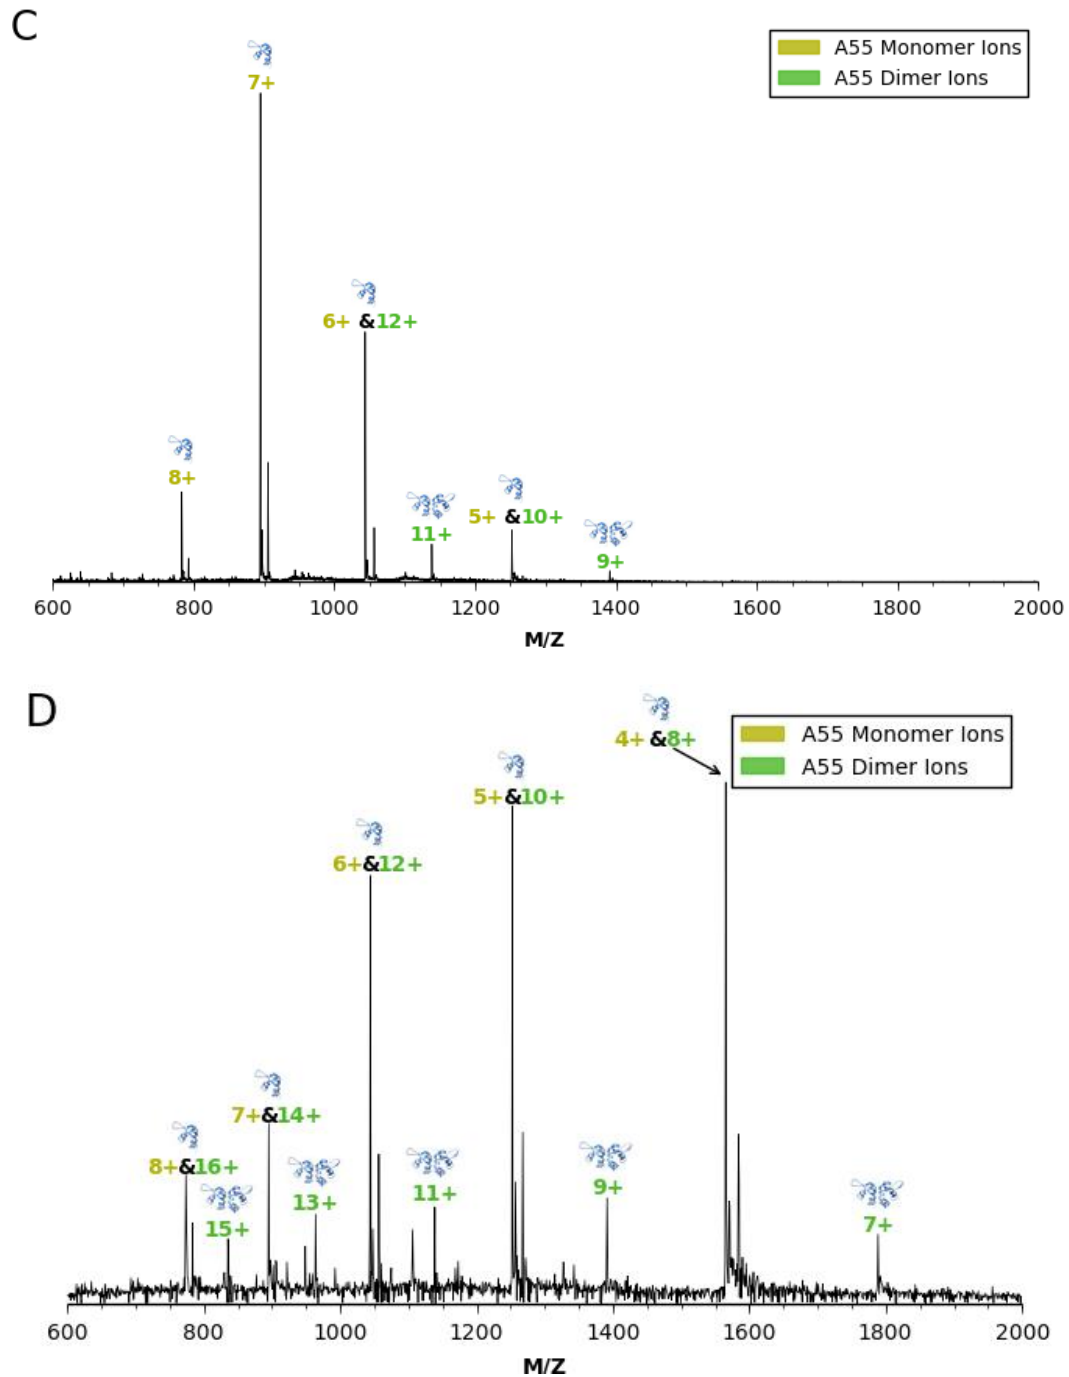 C
A55 Monomer Ions
A55 Dimer Ions
7+
6+ & 12+
8+
11+
5+ & 10+
9+
600 800 1000 1200 1400 1600 1800 2000
M/Z
D
A55 Monomer Ions
A55 Dimer Ions
4+ & 8+
5+ & 10+
6+ & 12+
7+ & 14+
8+ & 16+
15+
13+
11+
9+
7+
600 800 1000 1200 1400 1600 1800 2000
M/Z